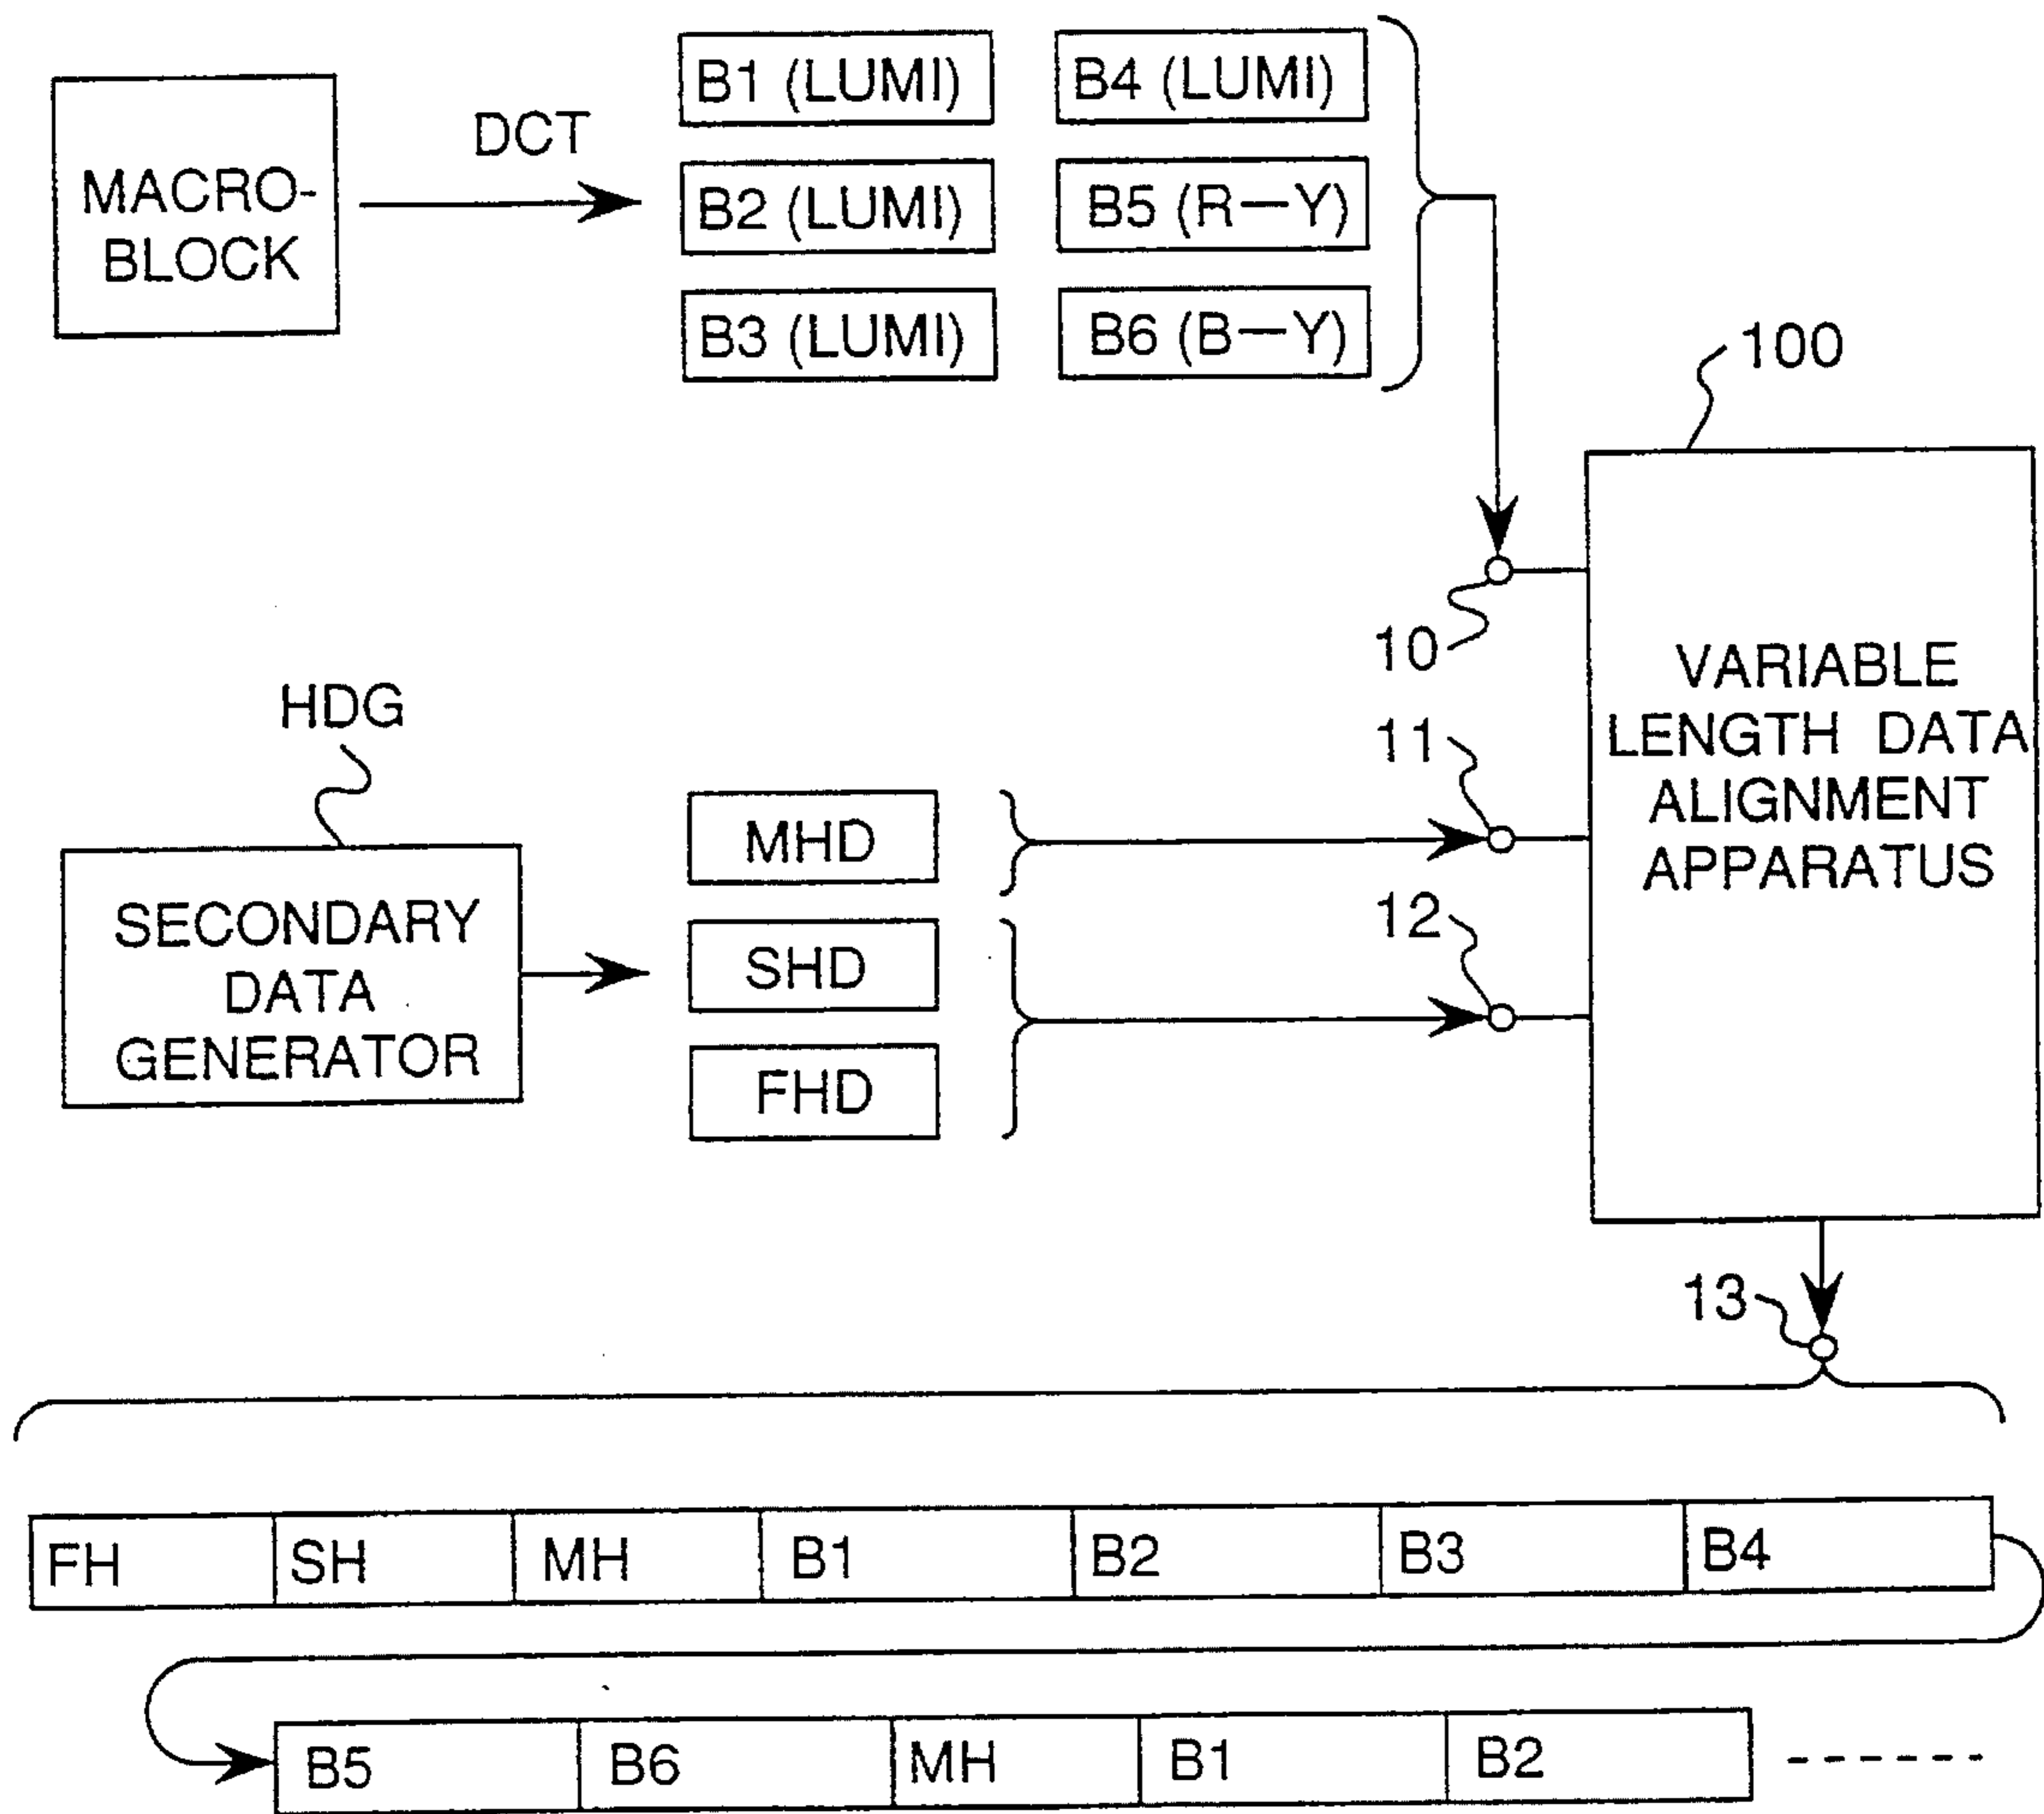 MACRO-
BLOCK
DCT
B1 (LUMI)
B4 (LUMI)
B2 (LUMI)
B5 (R—Y)
B3 (LUMI)
B6 (B—Y)
100
10
VARIABLE
LENGTH DATA
ALIGNMENT
APPARATUS
HDG
SECONDARY
DATA
GENERATOR
MHD
SHD
FHD
11
12
13
FH SH MH B1 B2 B3 B4
B5 B6 MH B1 B2 ------